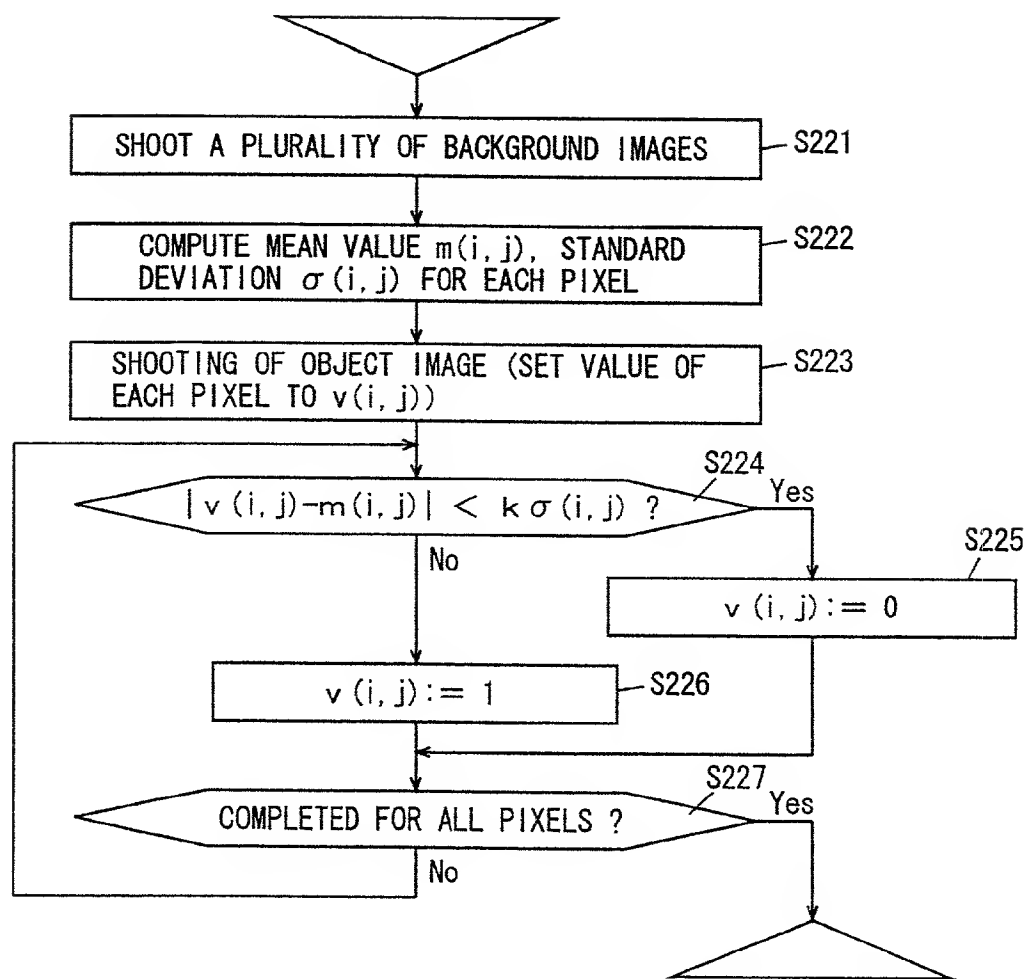 SHOOT A PLURALITY OF BACKGROUND IMAGES
S221
COMPUTE MEAN VALUE m(i,j), STANDARD
DEVIATION σ(i,j) FOR EACH PIXEL
S222
SHOOTING OF OBJECT IMAGE (SET VALUE OF
EACH PIXEL TO v(i,j))
S223
|v(i,j)-m(i,j)| < kσ(i,j) ?
S224
Yes
No
S225
v(i,j):= 0
v(i,j):= 1
S226
COMPLETED FOR ALL PIXELS ?
S227
Yes
No